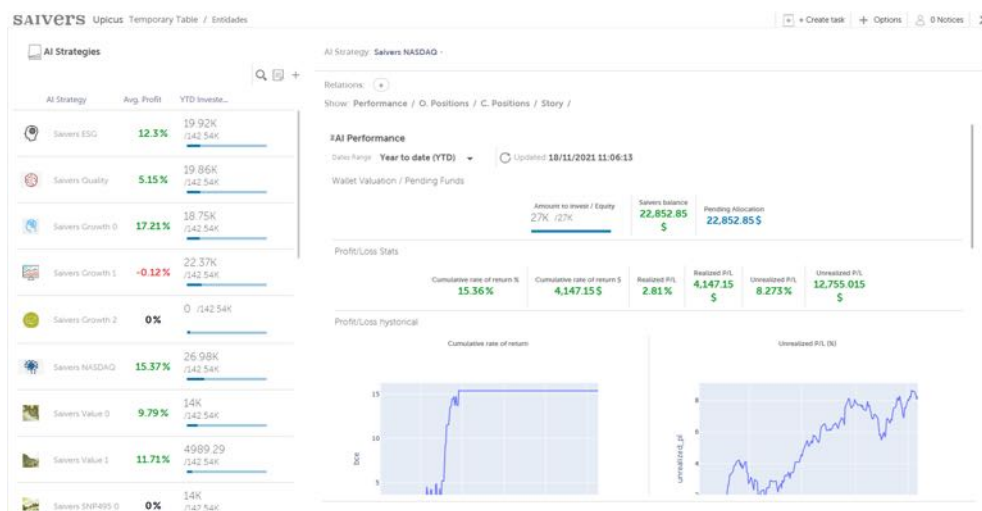 SAIVERS Upicus Temporary Table / Entidades
+ Create task
+ Options
0 Notices
AI Strategies
AI Strategy
Avg. Profit
YTD Investe...
Saivers ESG
12.3%
19.92K
/142.54K
Saivers Quality
5.15%
19.86K
/142.54K
Saivers Growth 0
17.21%
18.75K
/142.54K
Saivers Growth 1
-0.12%
22.37K
/142.54K
Saivers Growth 2
0%
0 /142.54K
Saivers NASDAQ
15.37%
26.98K
/142.54K
Saivers Value 0
9.79%
14K
/142.54K
Saivers Value 1
11.71%
4989.29
/142.54K
Saivers SNP495 0
0%
14K
/142.54K
AI Strategy: Saivers NASDAQ -
Relations: +
Show: Performance / O. Positions / C. Positions / Story /
AI Performance
Dates Range Year to date (YTD)
Updated 18/11/2021 11:06:13
Wallet Valuation / Pending Funds
Amount to invest / Equity
27K /27K
Saivers balance
22,852.85
$
Pending Allocation
22,852.85$
Profit/Loss Stats
Cumulative rate of return %
15.36%
Cumulative rate of return $
4,147.15$
Realized P/L
2.81%
Realized P/L
4,147.15
$
Unrealized P/L
8.273%
Unrealized P/L
12,755.015
$
Profit/Loss hystorical
Cumulative rate of return
15
10
5
bce
Unrealized P/L (%)
8
6
4
unrealized_pl